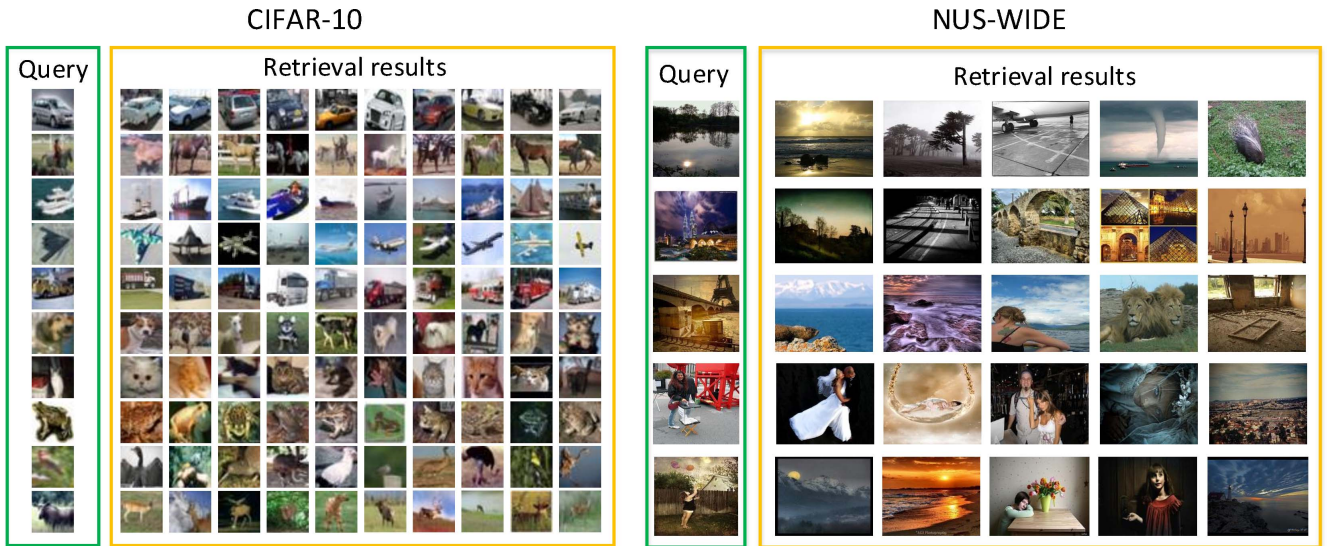 CIFAR-10
NUS-WIDE
Query
Retrieval results
Query
Retrieval results